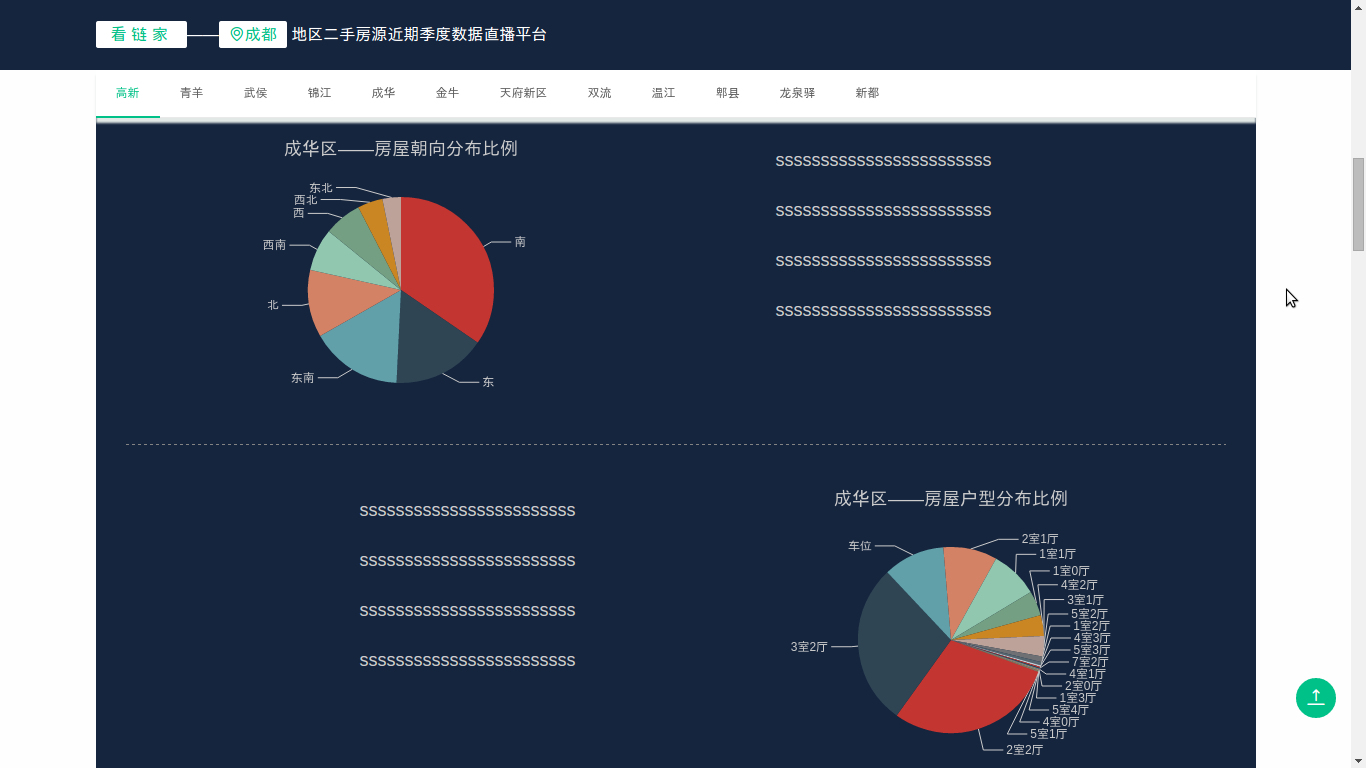 看 链 家 成都 地区二手房源近期季度数据直播平台
高新 青羊 武侯 锦江 成华 金牛 天府新区 双流 温江 郫县 龙泉驿 新都
成华区——房屋朝向分布比例
东北
西北
西
南
西南
北
东南
东
ssssssssssssssssssssssss
ssssssssssssssssssssssss
ssssssssssssssssssssssss
ssssssssssssssssssssssss
ssssssssssssssssssssssss
ssssssssssssssssssssssss
ssssssssssssssssssssssss
ssssssssssssssssssssssss
成华区——房屋户型分布比例
车位
2室1厅
1室1厅
1室0厅
4室2厅
3室1厅
5室2厅
1室2厅
4室3厅
3室2厅
5室3厅
7室2厅
4室1厅
2室0厅
1室3厅
5室4厅
4室0厅
5室1厅
2室2厅